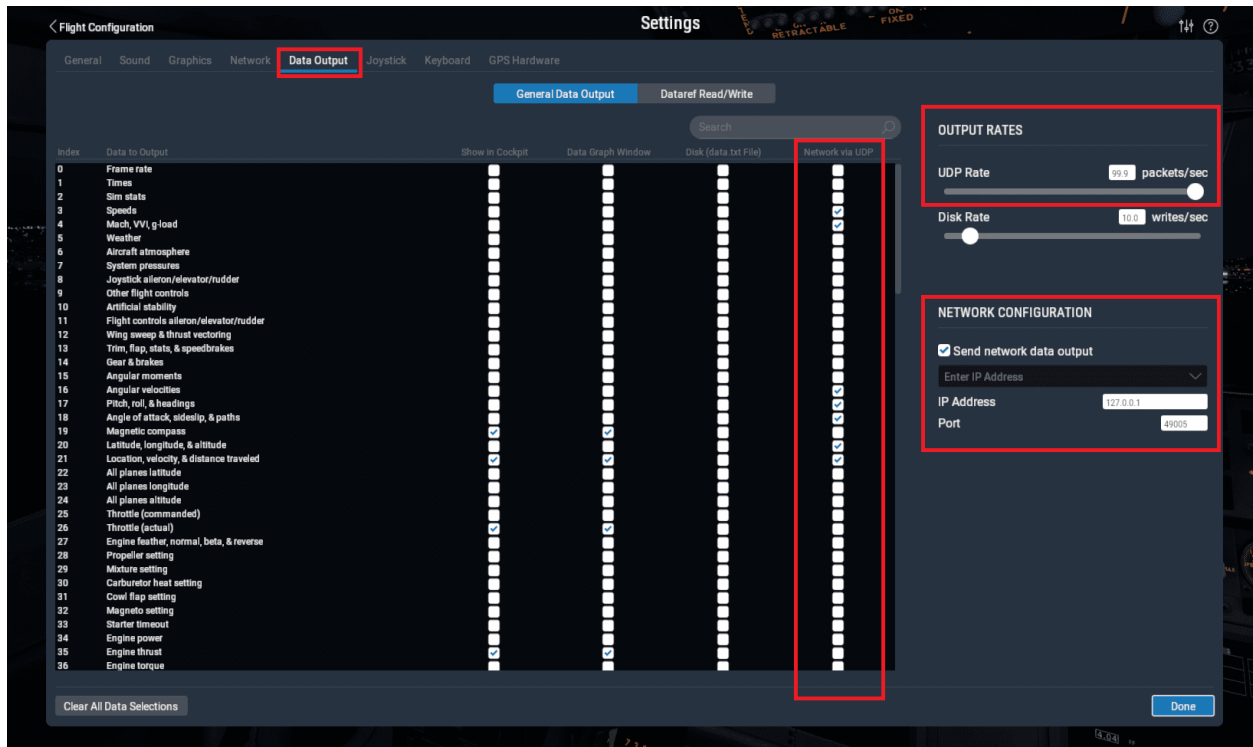 Flight Configuration
Settings
RETRACTABLE
FIXED
General Sound Graphics Network Data Output Joystick Keyboard GPS Hardware
General Data Output Dataref Read/Write
Search
Index Data to Output Show in Cockpit Data Graph Window Disk (data.txt File) Network via UDP
0 Frame rate
1 Times
2 Sim stats
3 Speeds
4 Mach, VVI, g-load
5 Weather
6 Aircraft atmosphere
7 System pressures
8 Joystick aileron/elevator/rudder
9 Other flight controls
10 Artificial stability
11 Flight controls aileron/elevator/rudder
12 Wing sweep & thrust vectoring
13 Trim, flap, stats, & speedbrakes
14 Gear & brakes
15 Angular moments
16 Angular velocities
17 Pitch, roll, & headings
18 Angle of attack, sideslip, & paths
19 Magnetic compass
20 Latitude, longitude, & altitude
21 Location, velocity, & distance traveled
22 All planes latitude
23 All planes longitude
24 All planes altitude
25 Throttle (commanded)
26 Throttle (actual)
27 Engine feather, normal, beta, & reverse
28 Propeller setting
29 Mixture setting
30 Carburetor heat setting
31 Cowl flap setting
32 Magneto setting
33 Starter timeout
34 Engine power
35 Engine thrust
36 Engine torque
OUTPUT RATES
UDP Rate 99.9 packets/sec
Disk Rate 10.0 writes/sec
NETWORK CONFIGURATION
Send network data output
Enter IP Address
IP Address 127.0.0.1
Port 49005
Clear All Data Selections
Done